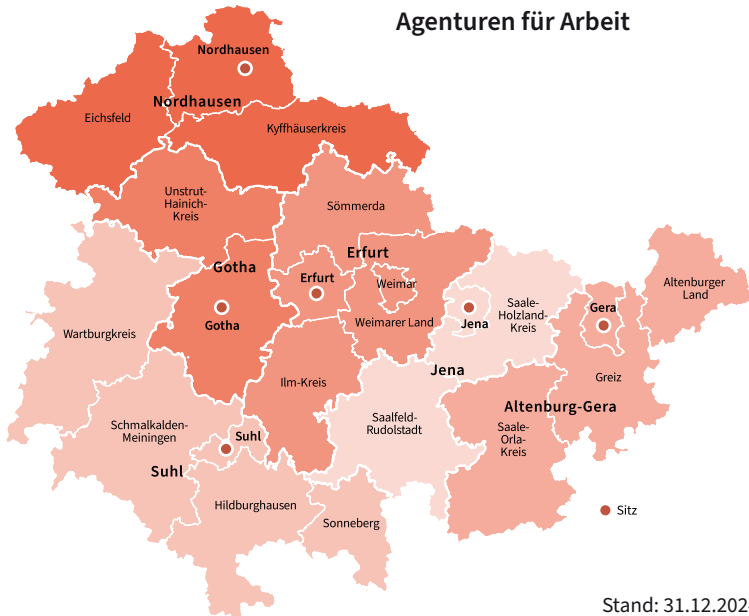 Agenturen für Arbeit
Nordhausen
Nordhausen
Eichsfeld
Kyffhäuserkreis
Unstrut-
Hainich-
Kreis
Sömmerda
Erfurt
Gotha
Erfurt
Weimar
Altenburger
Land
Saale-
Holzland-
Kreis
Gera
Gotha
Weimarer Land
Jena
Wartburgkreis
Jena
Greiz
Ilm-Kreis
Altenburg-Gera
Saalfeld-
Rudolstadt
Schmalkalden-
Meiningen
Suhl
Saale-
Orla-
Kreis
Suhl
Hildburghausen
Sonneberg
Sitz
Stand: 31.12.202